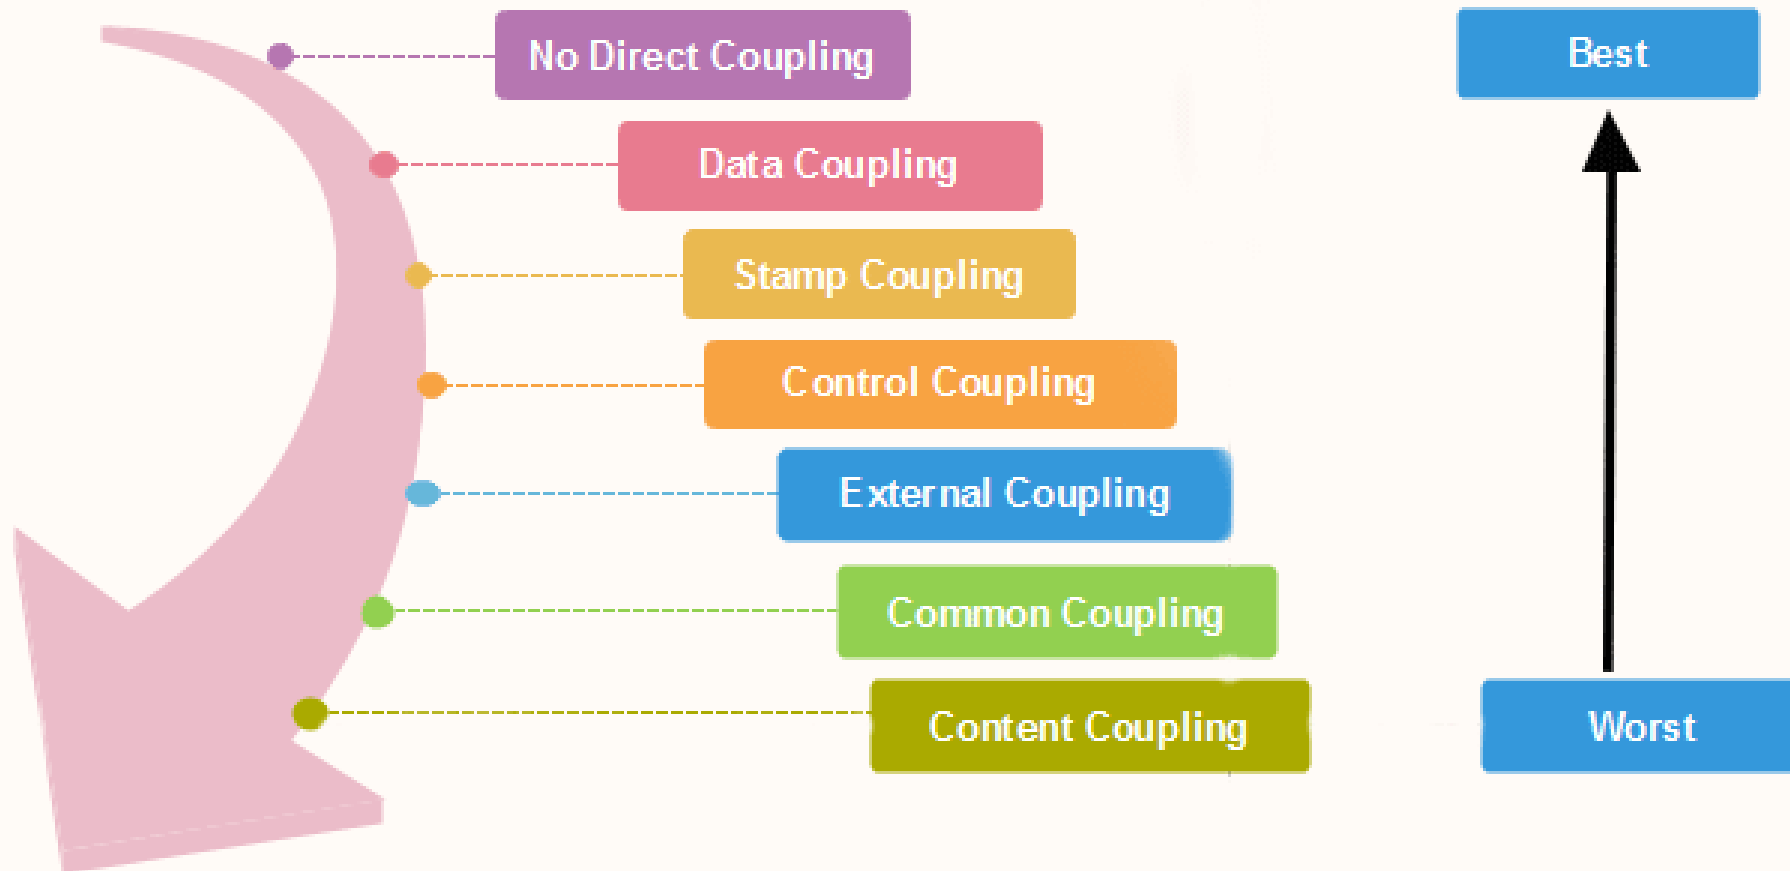 No Direct Coupling
Best
Data Coupling
Stamp Coupling
Control Coupling
External Coupling
Common Coupling
Content Coupling
Worst